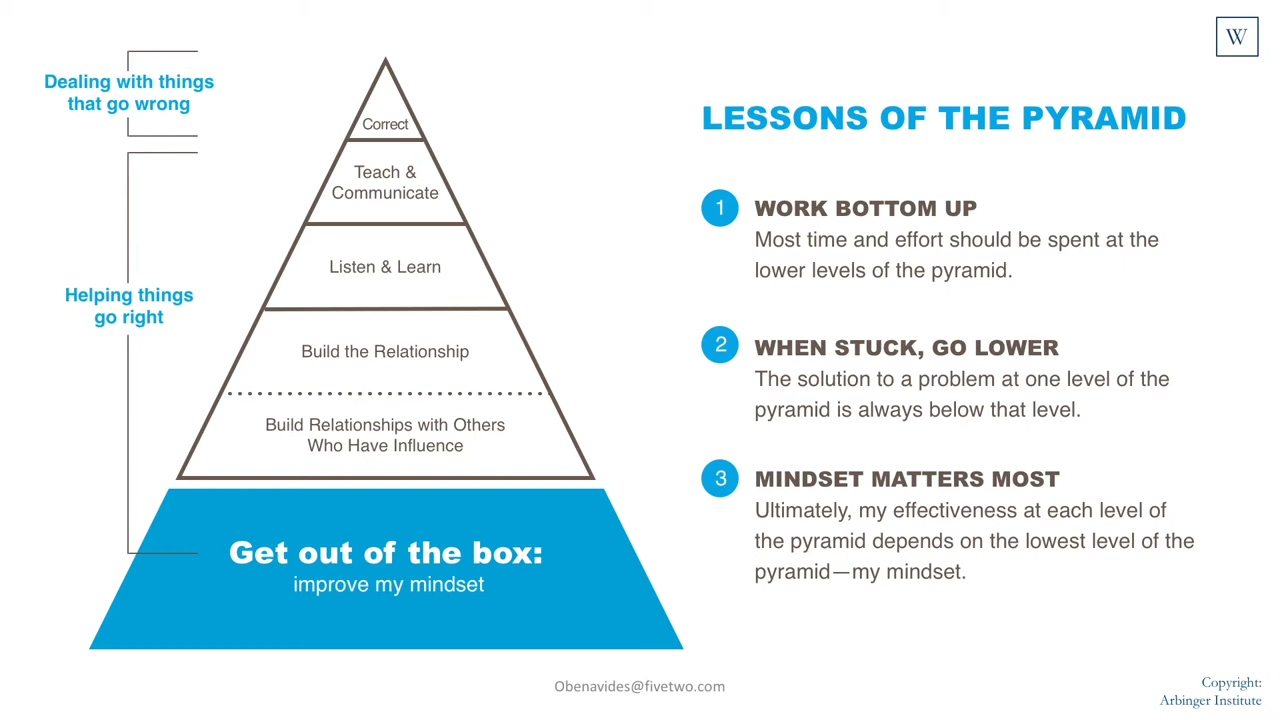 W
Dealing with things
that go wrong
Helping things
go right
Correct
Teach &
Communicate
Listen & Learn
Build the Relationship
Build Relationships with Others
Who Have Influence
Get out of the box:
improve my mindset
LESSONS OF THE PYRAMID
1 WORK BOTTOM UP
Most time and effort should be spent at the
lower levels of the pyramid.
2 WHEN STUCK, GO LOWER
The solution to a problem at one level of the
pyramid is always below that level.
3 MINDSET MATTERS MOST
Ultimately, my effectiveness at each level of
the pyramid depends on the lowest level of the
pyramid—my mindset.
Obenavides@fivetwo.com
Copyright:
Arbinger Institute